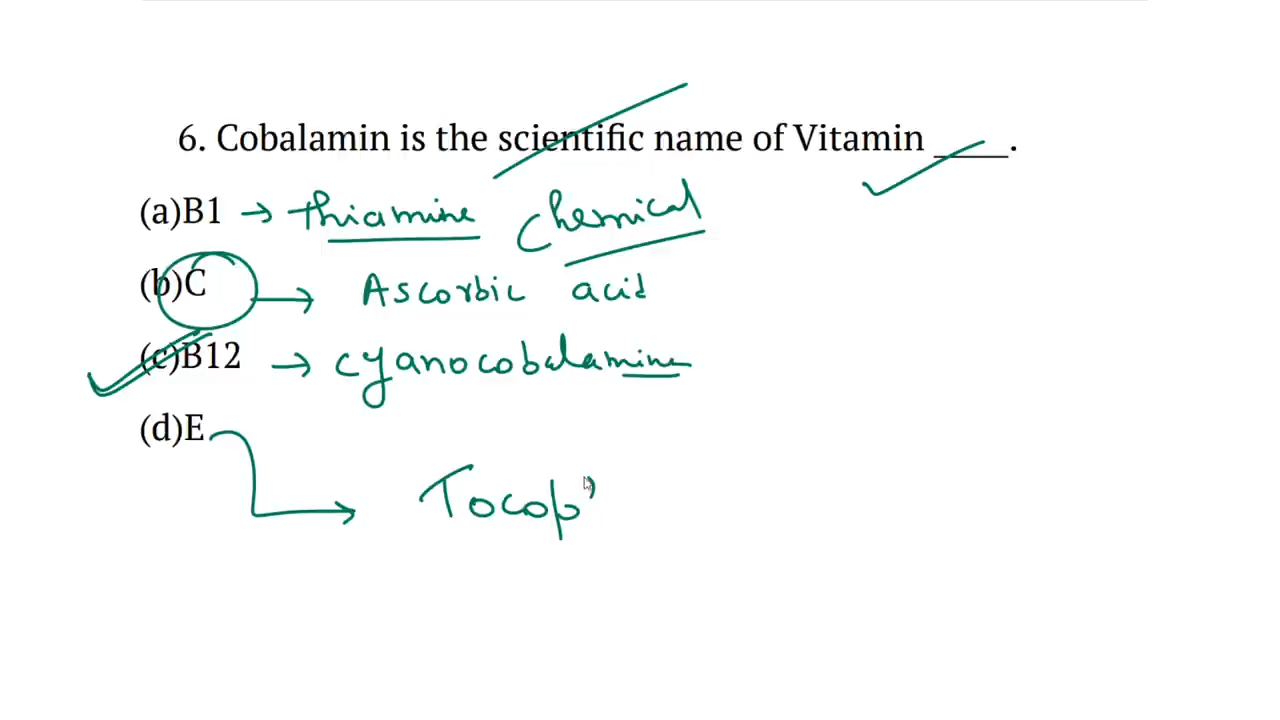 6. Cobalamin is the scientific name of Vitamin ____.
(a)B1 → thiamine chemical
(b)C → Ascorbic acid
(c)B12 → cyanocobalamine
(d)E
→ Tocop